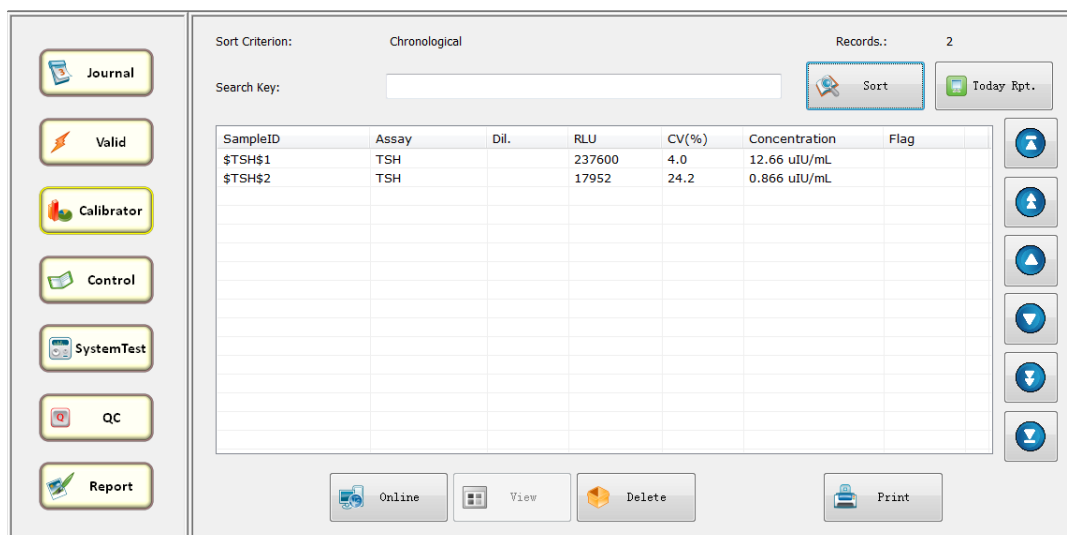 Journal
Valid
Calibrator
Control
SystemTest
QC
Report
Sort Criterion: Chronological Records.: 2
Search Key: Sort Today Rpt.
SampleID Assay Dil. RLU CV(%) Concentration Flag
$TSH$1 TSH 237600 4.0 12.66 uIU/mL
$TSH$2 TSH 17952 24.2 0.866 uIU/mL
Online View Delete Print